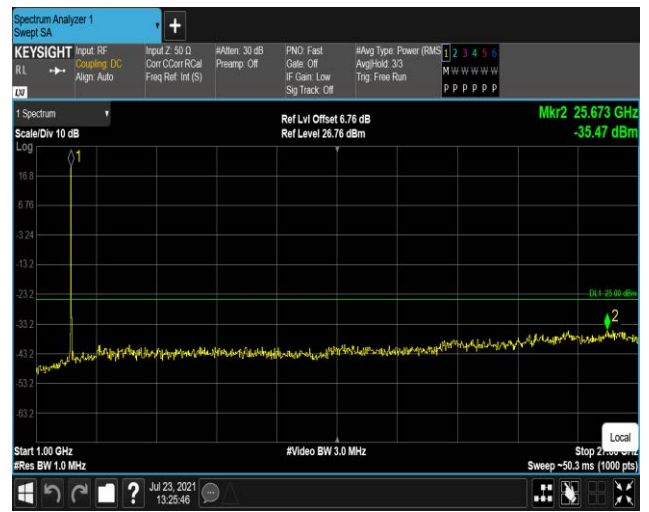 Spectrum Analyzer 1
Swept SA
KEYSIGHT
RL
LXI
Input: RF
Coupling: DC
Align: Auto
Input Z: 50 Ω
Corr CCorr RCal
Freq Ref: Int (S)
#Atten: 30 dB
Preamp: Off
PNO: Fast
Gate: Off
IF Gain: Low
Sig Track: Off
#Avg Type: Power (RMS
Avg|Hold: 3/3
Trig: Free Run
1 2 3 4 5 6
M W W W W W
P P P P P P
1 Spectrum
Scale/Div 10 dB
Ref Lvl Offset 6.76 dB
Ref Level 26.76 dBm
Mkr2 25.673 GHz
-35.47 dBm
Log
1
16.8
6.76
-3.24
-13.2
-23.2
DL1 -25.00 dBm
2
-33.2
-43.2
-53.2
-63.2
Local
Start 1.00 GHz
#Video BW 3.0 MHz
Stop 27.00 GHz
#Res BW 1.0 MHz
Sweep ~50.3 ms (1000 pts)
?
Jul 23, 2021
13:25:46